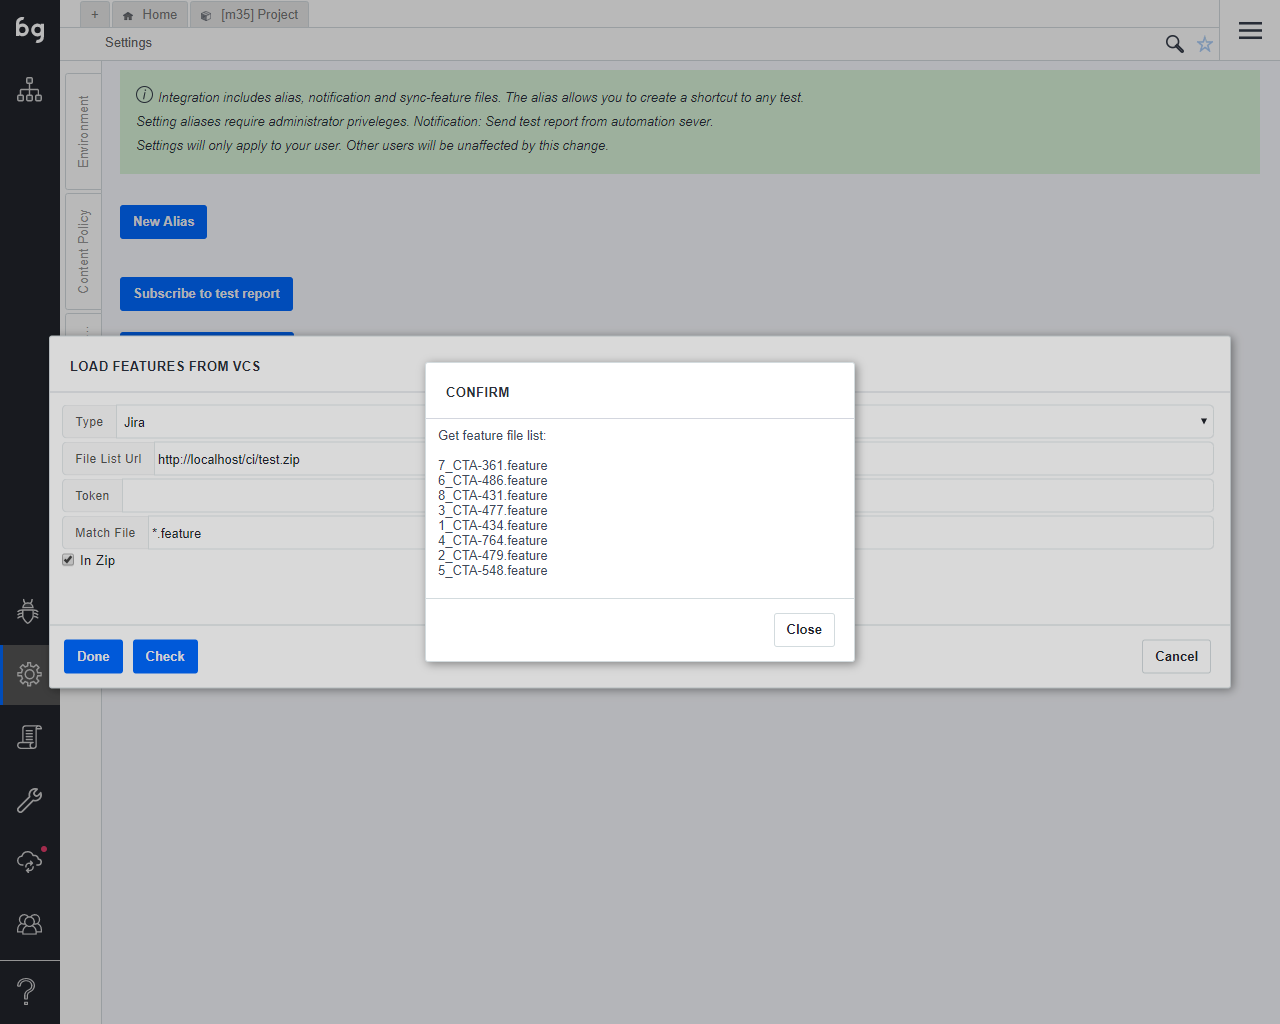 bg
+ Home [m35] Project
Settings
Environment
Content Policy
...
Integration includes alias, notification and sync-feature files. The alias allows you to create a shortcut to any test.
Setting aliases require administrator priveleges. Notification: Send test report from automation sever.
Settings will only apply to your user. Other users will be unaffected by this change.
New Alias
Subscribe to test report
LOAD FEATURES FROM VCS
Type Jira
File List Url http://localhost/ci/test.zip
Token
Match File *.feature
In Zip
Done Check Cancel
CONFIRM
Get feature file list:
7_CTA-361.feature
6_CTA-486.feature
8_CTA-431.feature
3_CTA-477.feature
1_CTA-434.feature
4_CTA-764.feature
2_CTA-479.feature
5_CTA-548.feature
Close